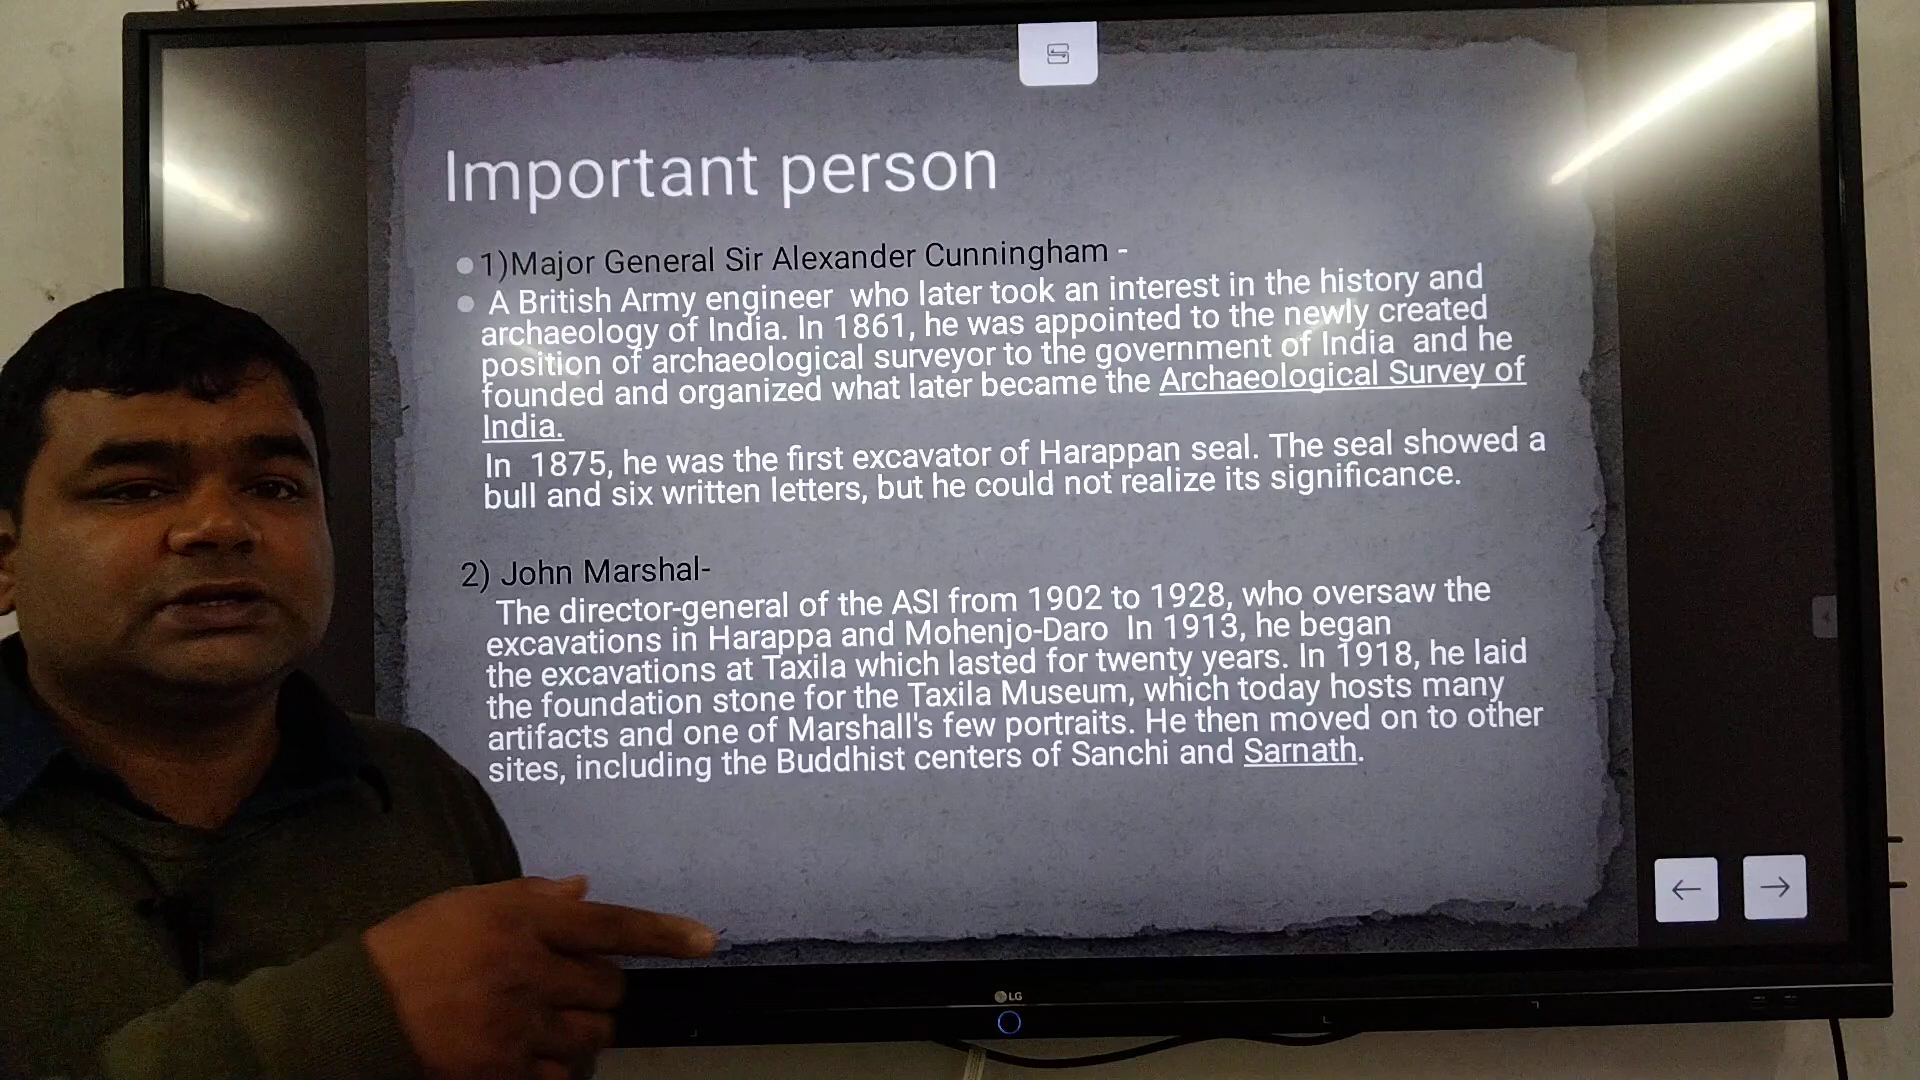 Important person
1)Major General Sir Alexander Cunningham -
A British Army engineer who later took an interest in the history and
archaeology of India. In 1861, he was appointed to the newly created
position of archaeological surveyor to the government of India and he
founded and organized what later became the Archaeological Survey of
India.
In 1875, he was the first excavator of Harappan seal. The seal showed a
bull and six written letters, but he could not realize its significance.
2) John Marshal-
The director-general of the ASI from 1902 to 1928, who oversaw the
excavations in Harappa and Mohenjo-Daro In 1913, he began
the excavations at Taxila which lasted for twenty years. In 1918, he laid
the foundation stone for the Taxila Museum, which today hosts many
artifacts and one of Marshall's few portraits. He then moved on to other
sites, including the Buddhist centers of Sanchi and Sarnath.
LG